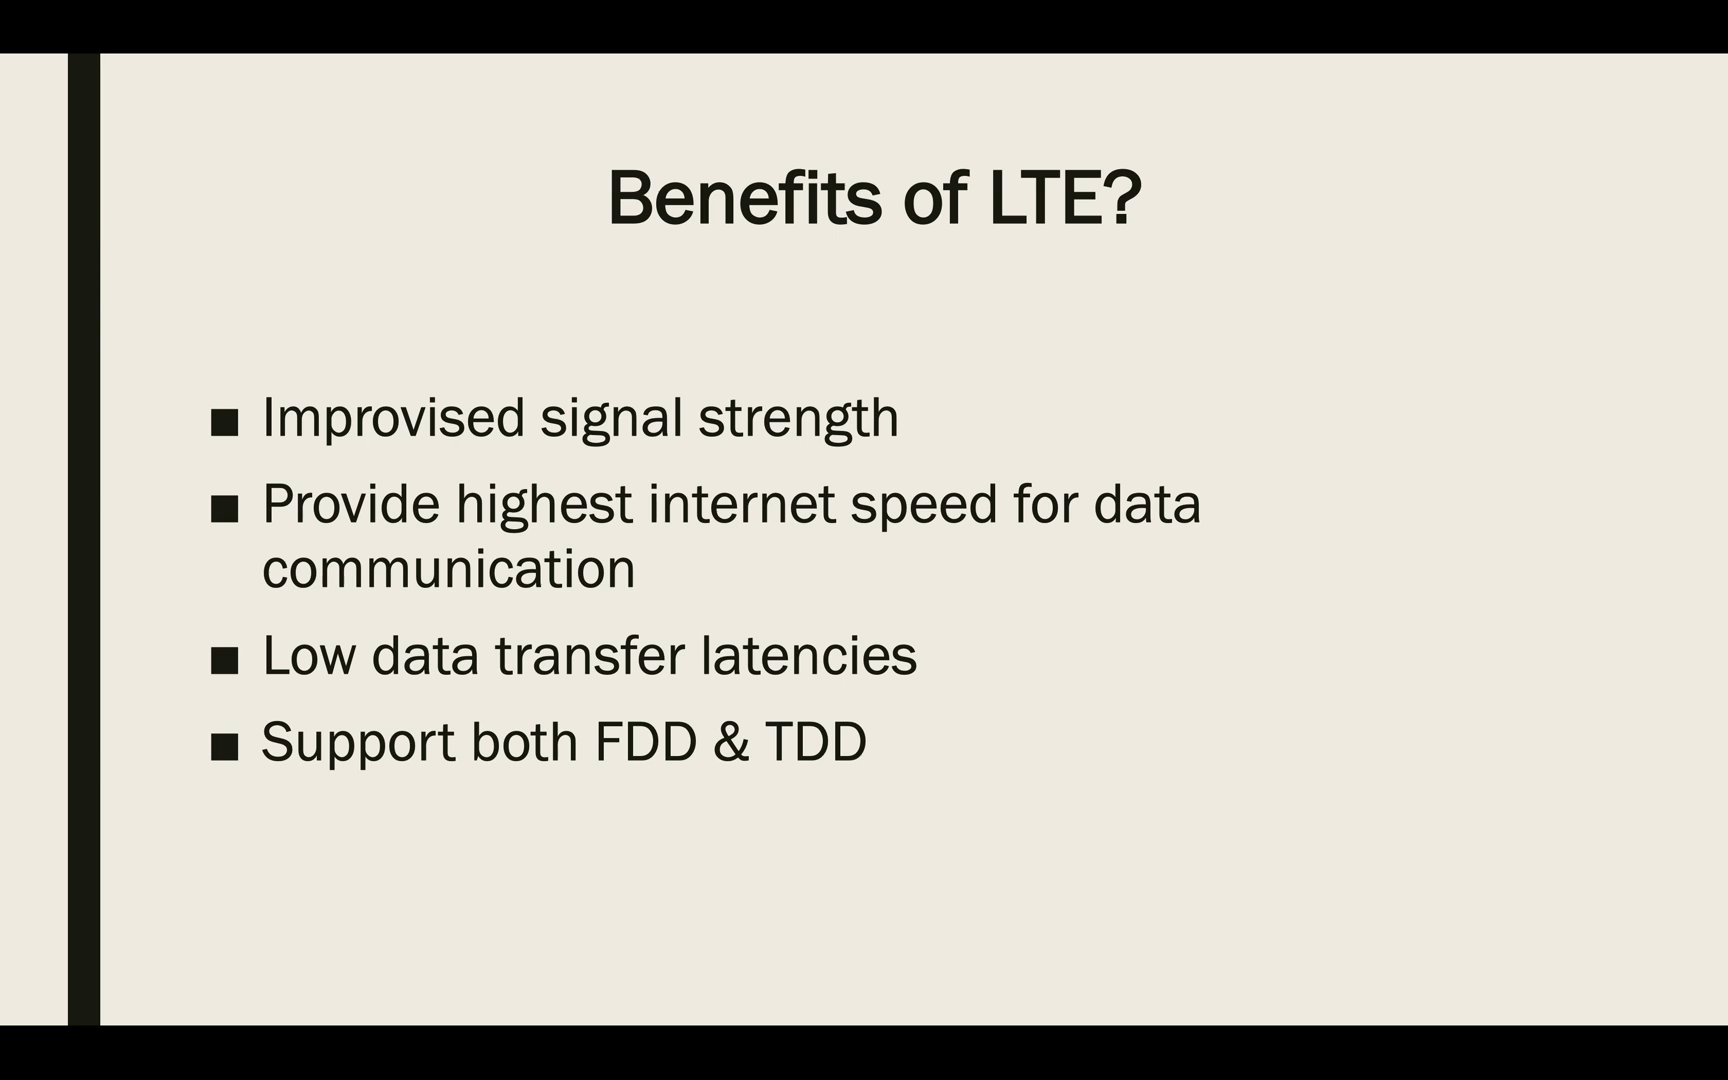 Benefits of LTE?
■ Improvised signal strength
■ Provide highest internet speed for data
communication
■ Low data transfer latencies
■ Support both FDD & TDD